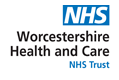 NHS
Worcestershire
Health and Care
NHS Trust